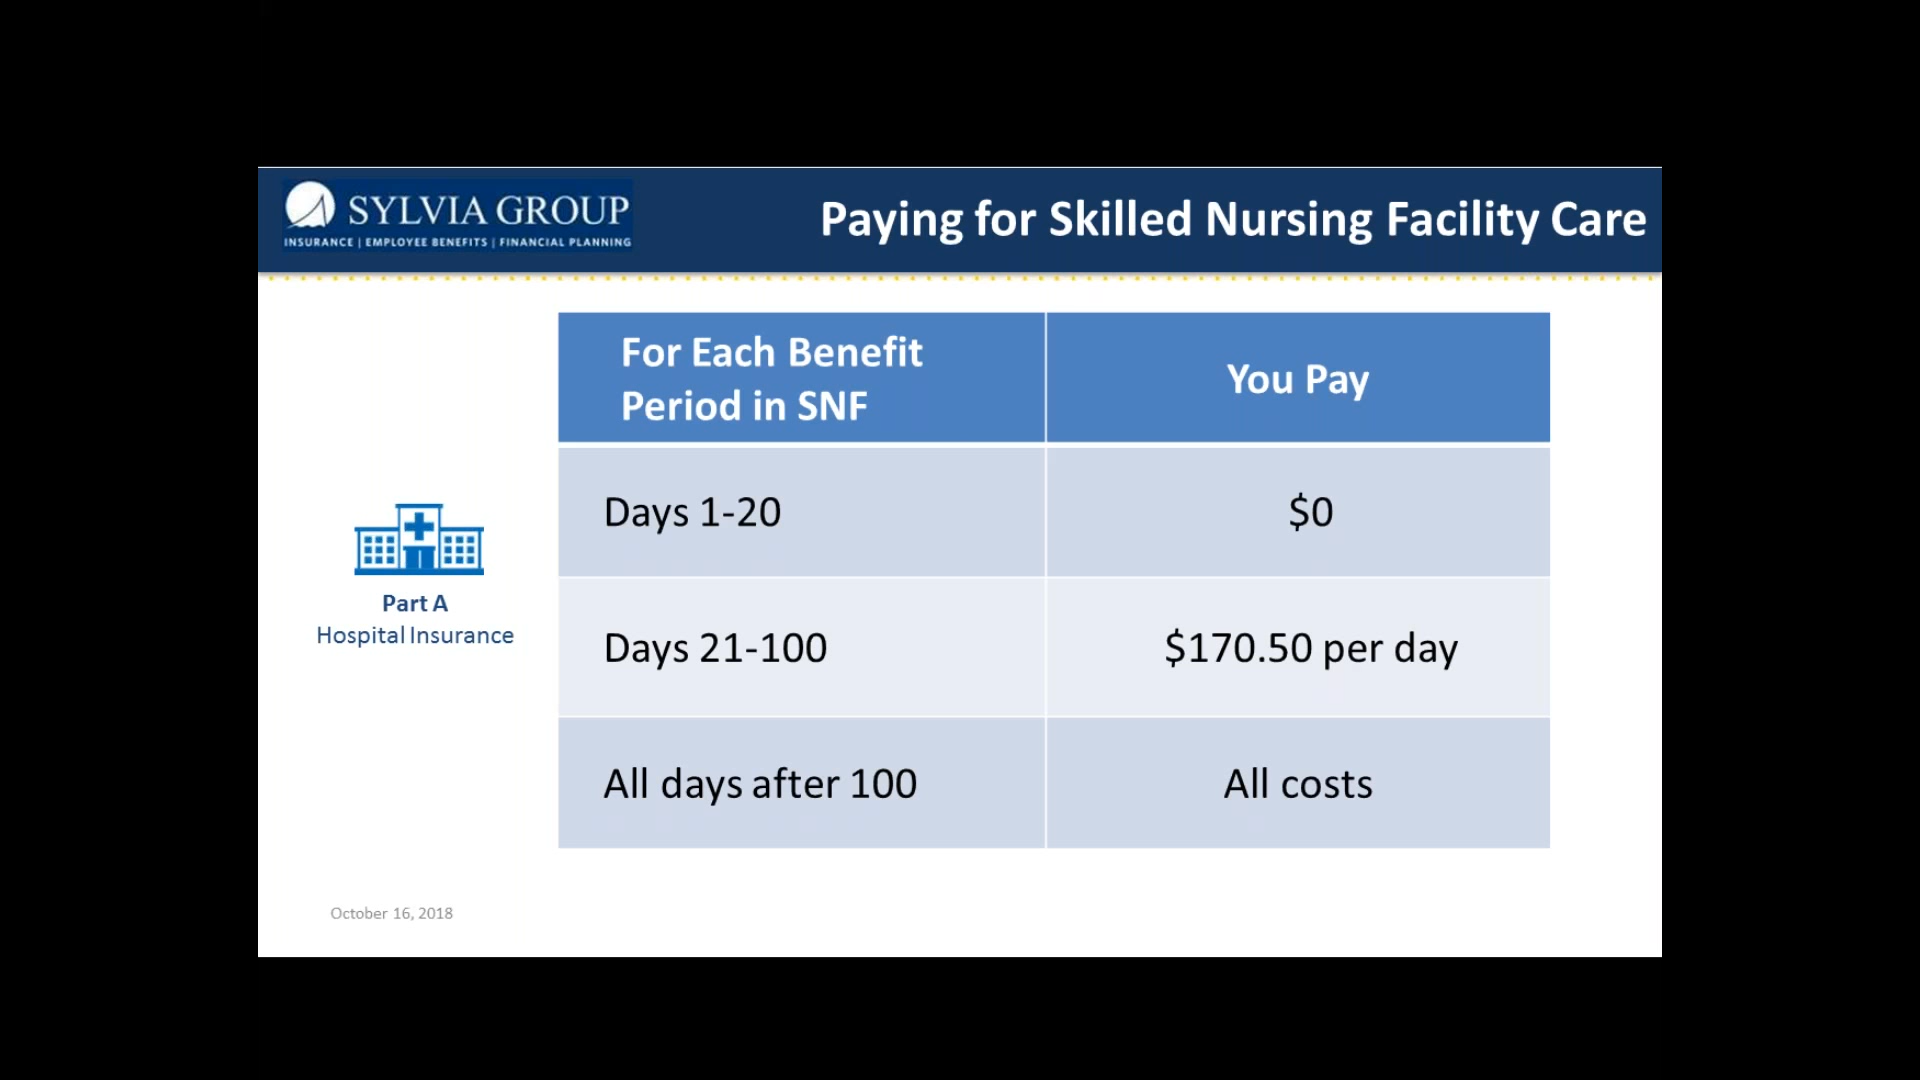 SYLVIA GROUP
INSURANCE | EMPLOYEE BENEFITS | FINANCIAL PLANNING
Paying for Skilled Nursing Facility Care
For Each Benefit
Period in SNF
You Pay
Days 1-20
$0
Part A
Hospital Insurance
Days 21-100
$170.50 per day
All days after 100
All costs
October 16, 2018